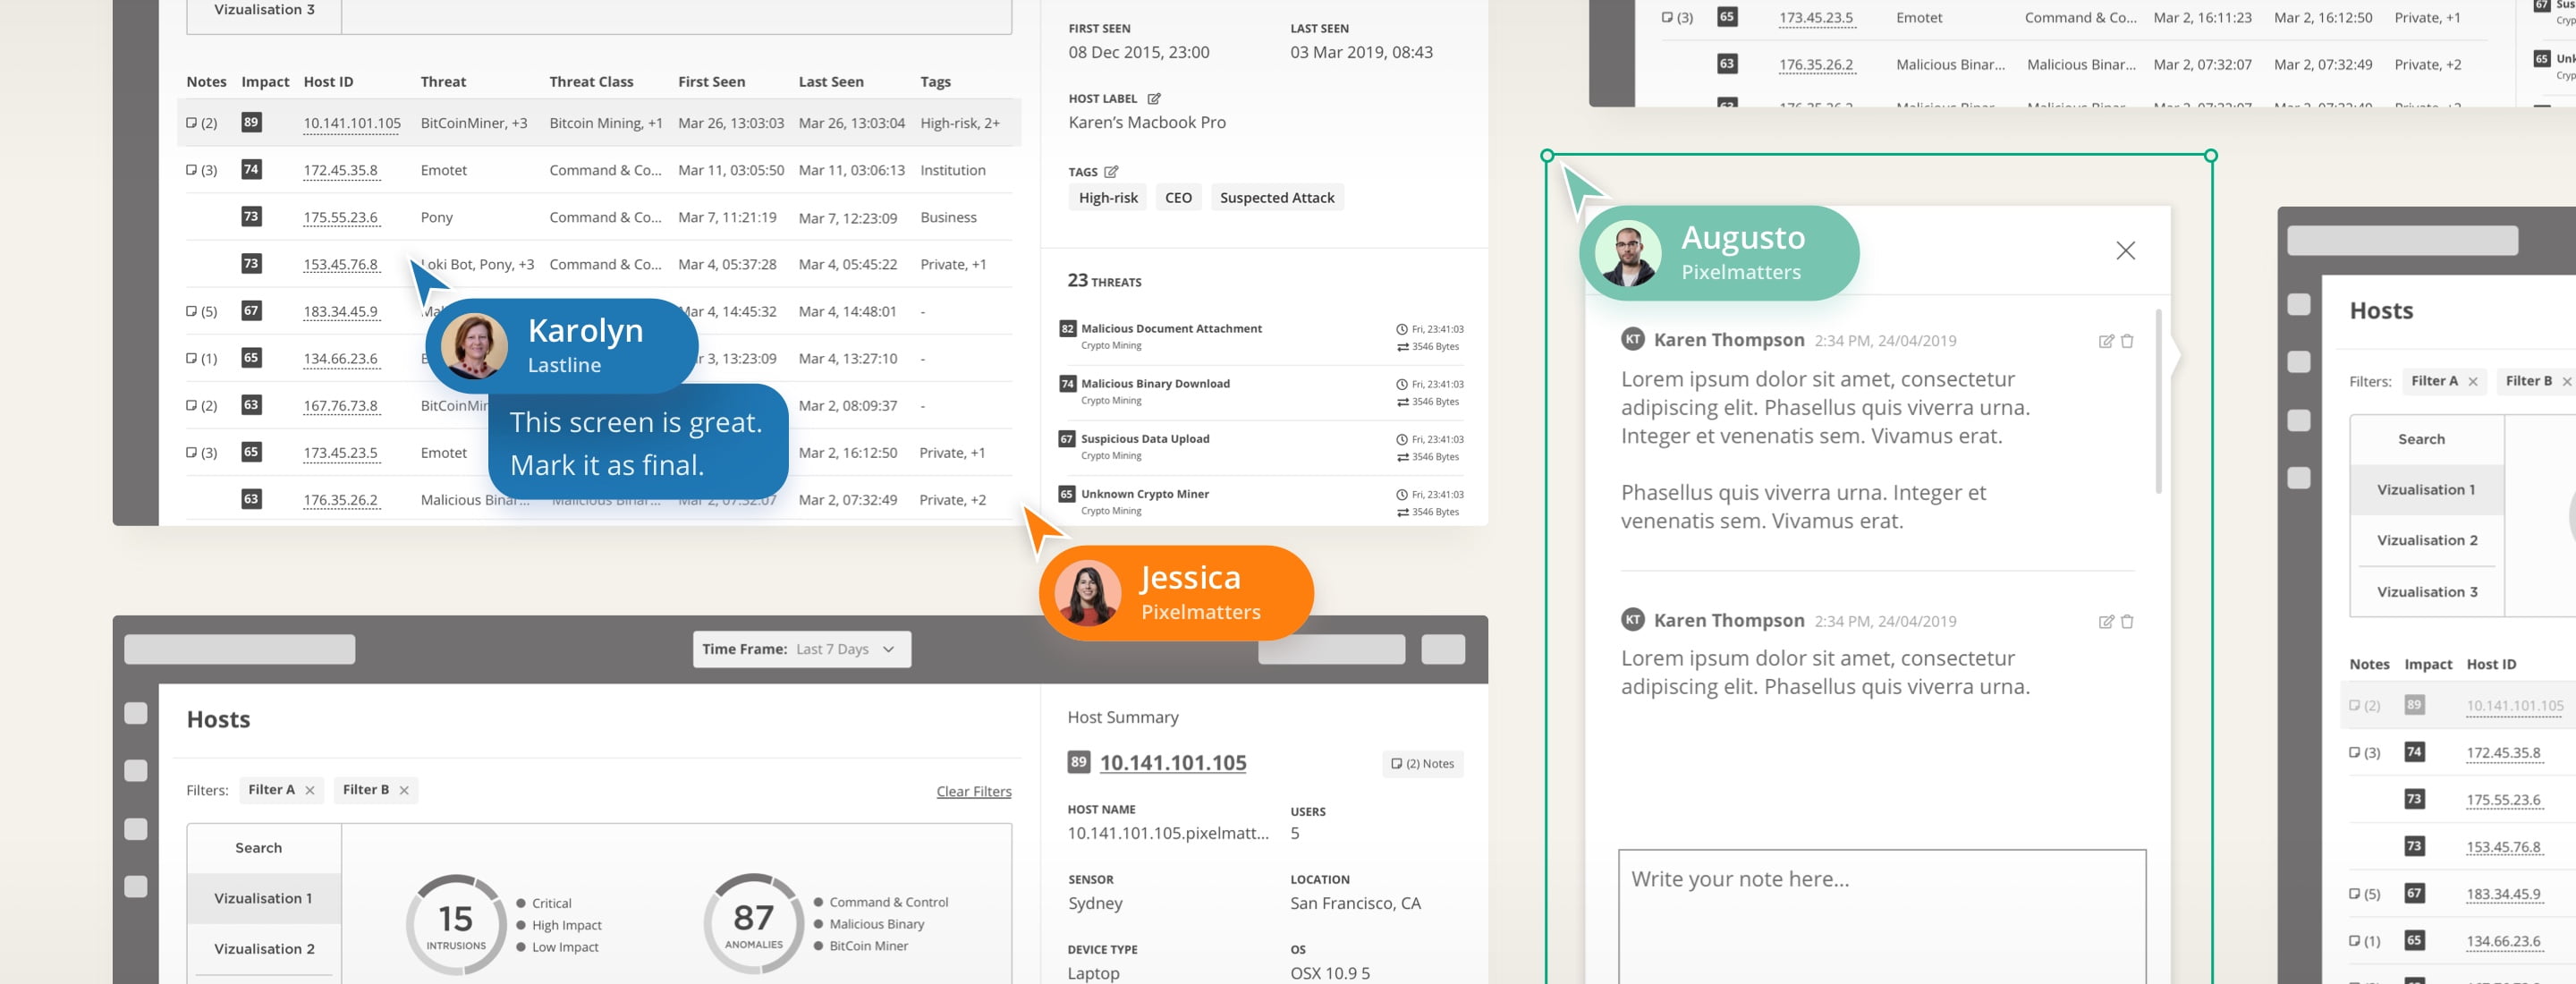 Vizualisation 3
Notes Impact Host ID Threat Threat Class First Seen Last Seen Tags
(2) 89 10.141.101.105 BitCoinMiner, +3 Bitcoin Mining, +1 Mar 26, 13:03:03 Mar 26, 13:03:04 High-risk, 2+
(3) 74 172.45.35.8 Emotet Command & Co... Mar 11, 03:05:50 Mar 11, 03:06:13 Institution
73 175.55.23.6 Pony Command & Co... Mar 7, 11:21:19 Mar 7, 12:23:09 Business
73 153.45.76.8 Loki Bot, Pony, +3 Command & Co... Mar 4, 05:37:28 Mar 4, 05:45:22 Private, +1
(5) 67 183.34.45.9 Mar 4, 14:45:32 Mar 4, 14:48:01 -
(1) 65 134.66.23.6 3, 13:23:09 Mar 4, 13:27:10 -
(2) 63 167.76.73.8 BitCoinMin Mar 2, 08:09:37 -
(3) 65 173.45.23.5 Emotet Mar 2, 16:12:50 Private, +1
63 176.35.26.2 Malicious Binar... Malicious Binar... Mar 2, 07:32:07 Mar 2, 07:32:49 Private, +2
Karolyn
Lastline
This screen is great.
Mark it as final.
FIRST SEEN LAST SEEN
08 Dec 2015, 23:00 03 Mar 2019, 08:43
HOST LABEL
Karen’s Macbook Pro
TAGS
High-risk CEO Suspected Attack
23 THREATS
82 Malicious Document Attachment Fri, 23:41:03
Crypto Mining 3546 Bytes
74 Malicious Binary Download Fri, 23:41:03
Crypto Mining 3546 Bytes
67 Suspicious Data Upload Fri, 23:41:03
Crypto Mining 3546 Bytes
65 Unknown Crypto Miner Fri, 23:41:03
Crypto Mining 3546 Bytes
Jessica
Pixelmatters
Time Frame: Last 7 Days
Hosts
Filters: Filter A Filter B Clear Filters
Search
Vizualisation 1
Vizualisation 2
15
INTRUSIONS
Critical
High Impact
Low Impact
87
ANOMALIES
Command & Control
Malicious Binary
BitCoin Miner
Host Summary
89 10.141.101.105 (2) Notes
HOST NAME USERS
10.141.101.105.pixelmatt... 5
SENSOR LOCATION
Sydney San Francisco, CA
DEVICE TYPE OS
Laptop OSX 10.9 5
(3) 65 173.45.23.5 Emotet Command & Co... Mar 2, 16:11:23 Mar 2, 16:12:50 Private, +1
63 176.35.26.2 Malicious Binar... Malicious Binar... Mar 2, 07:32:07 Mar 2, 07:32:49 Private, +2
67 Sus
65 Unk
Augusto
Pixelmatters
KT Karen Thompson 2:34 PM, 24/04/2019
Lorem ipsum dolor sit amet, consectetur
adipiscing elit. Phasellus quis viverra urna.
Integer et venenatis sem. Vivamus erat.
Phasellus quis viverra urna. Integer et
venenatis sem. Vivamus erat.
KT Karen Thompson 2:34 PM, 24/04/2019
Lorem ipsum dolor sit amet, consectetur
adipiscing elit. Phasellus quis viverra urna.
Write your note here...
Hosts
Filters: Filter A Filter B
Search
Vizualisation 1
Vizualisation 2
Vizualisation 3
Notes Impact Host ID
(2) 89 10.141.101.105
(3) 74 172.45.35.8
73 175.55.23.6
73 153.45.76.8
(5) 67 183.34.45.9
(1) 65 134.66.23.6